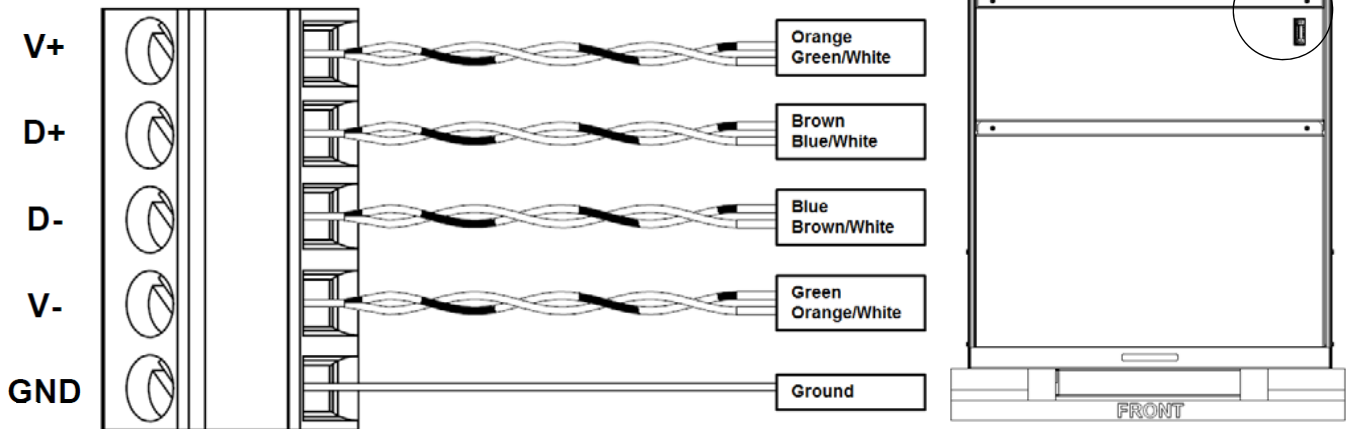 V+
Orange
Green/White
D+
Brown
Blue/White
D-
Blue
Brown/White
V-
Green
Orange/White
GND
Ground
FRONT